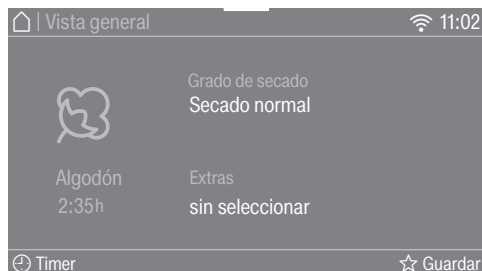 | Vista general
11:02
Grado de secado
Secado normal
Algodón
2:35h
Extras
sin seleccionar
Timer
Guardar